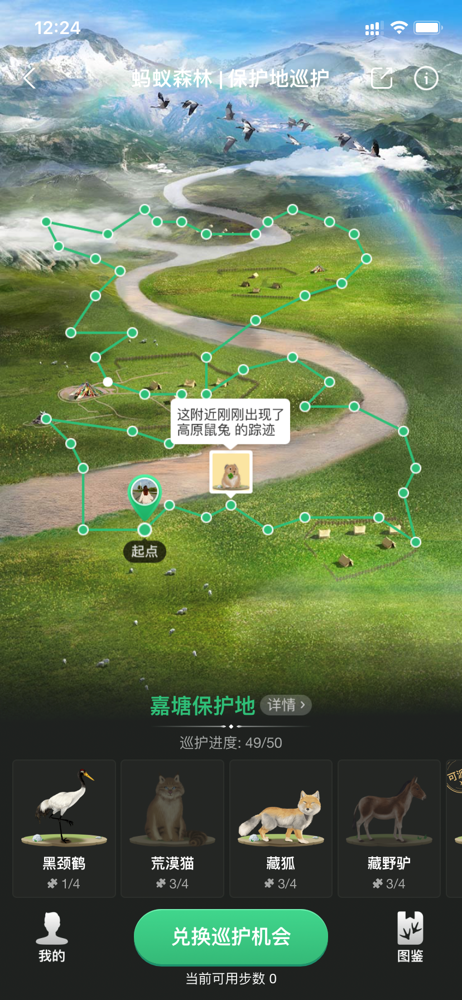 12:24
蚂蚁森林 | 保护地巡护
这附近刚刚出现了
高原鼠兔 的踪迹
起点
嘉塘保护地
详情 ›
巡护进度: 49/50
可派
黑颈鹤
1/4
荒漠猫
3/4
藏狐
3/4
藏野驴
3/4
我的
兑换巡护机会
图鉴
当前可用步数 0